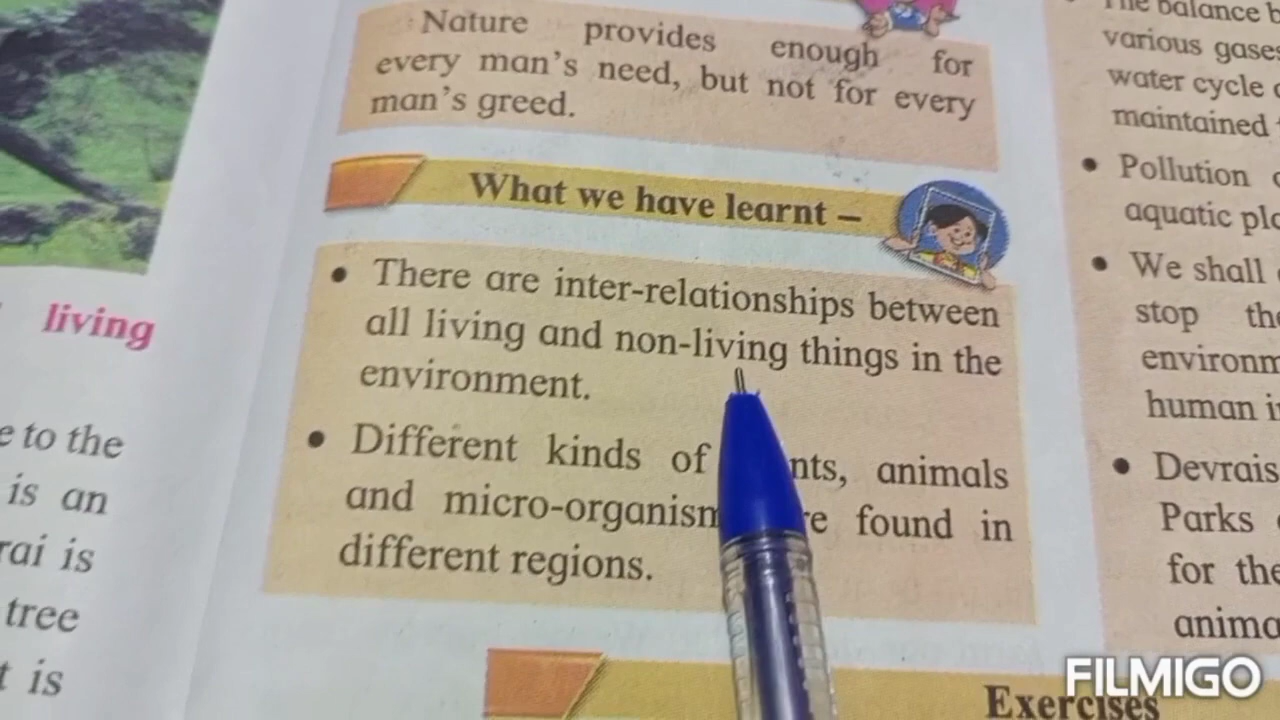 Nature provides enough for
every man's need, but not for every
man's greed.
What we have learnt –
• There are inter-relationships between
all living and non-living things in the
environment.
• Different kinds of nts, animals
and micro-organism re found in
different regions.
Exercises
living
e to the
is an
rai is
tree
t is
The balance b
various gases
water cycle
maintained
• Pollution
aquatic pla
• We shall
stop the
environm
human i
• Devrais
Parks
for the
anima
FILMIGO